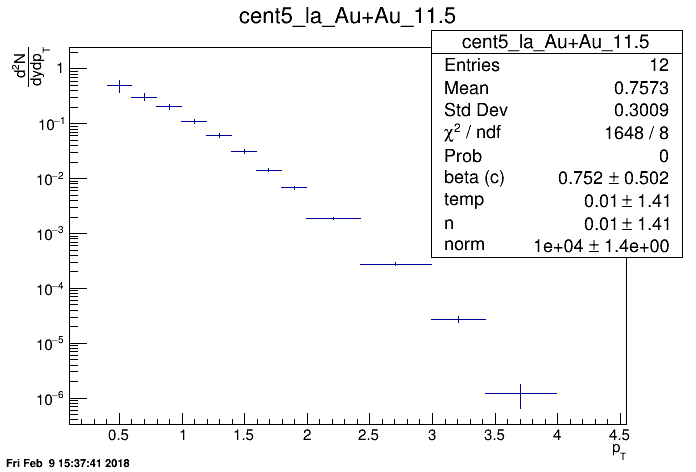 cent5_la_Au+Au_11.5
d²N
dydp_T
cent5_la_Au+Au_11.5
Entries 12
Mean 0.7573
Std Dev 0.3009
χ² / ndf 1648 / 8
Prob 0
beta (c) 0.752 ± 0.502
temp 0.01 ± 1.41
n 0.01 ± 1.41
norm 1e+04 ± 1.4e+00
1
10⁻¹
10⁻²
10⁻³
10⁻⁴
10⁻⁵
10⁻⁶
0.5 1 1.5 2 2.5 3 3.5 4 4.5
p_T
Fri Feb 9 15:37:41 2018